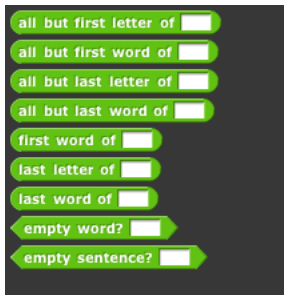 all but first letter of
all but first word of
all but last letter of
all but last word of
first word of
last letter of
last word of
empty word?
empty sentence?